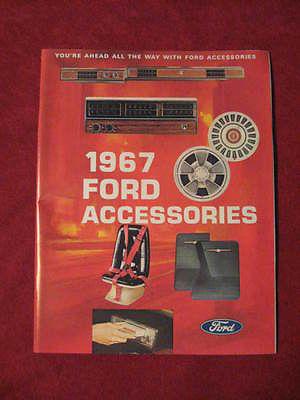 YOU'RE AHEAD ALL THE WAY WITH FORD ACCESSORIES
1967
FORD
ACCESSORIES
Ford